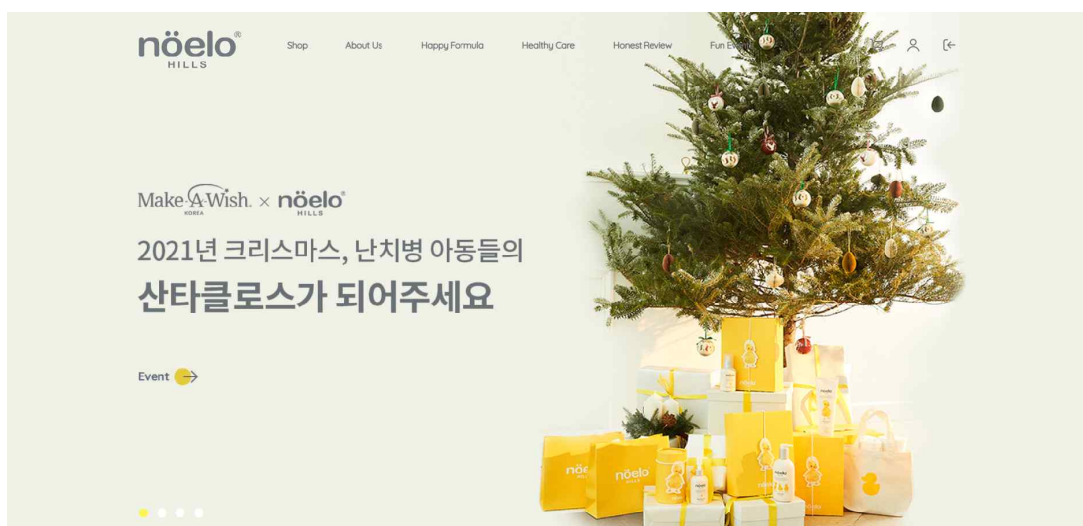 nöelo®
HILLS
Shop
About Us
Happy Formula
Healthy Care
Honest Review
Make-A-Wish. × nöelo®
KOREA
HILLS
2021년 크리스마스, 난치병 아동들의
산타클로스가 되어주세요
Event
nöelo